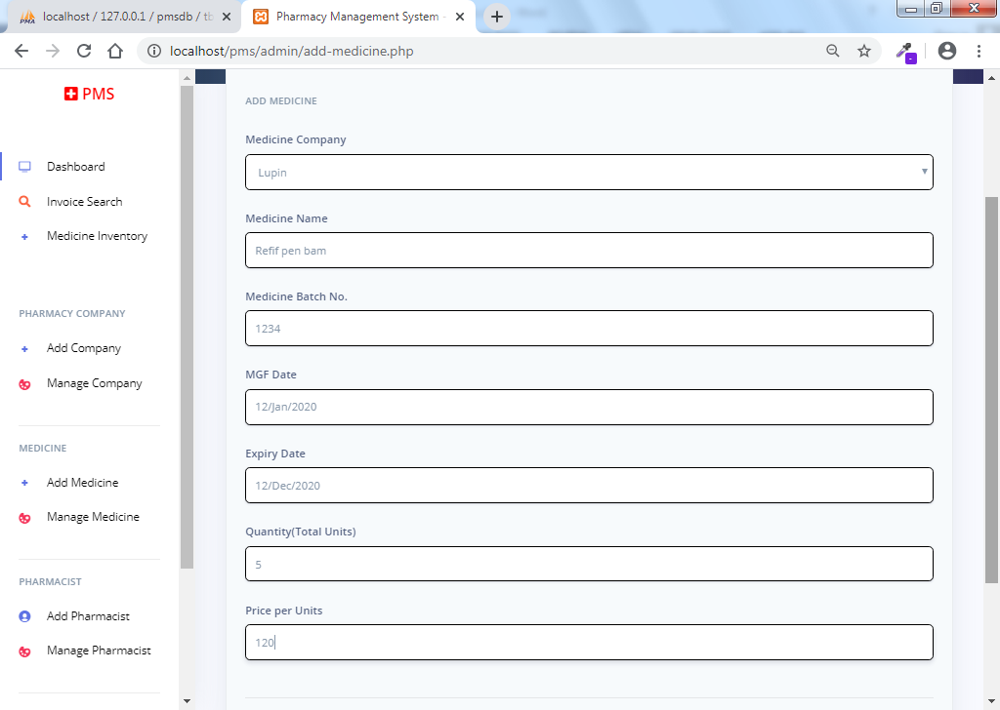 localhost / 127.0.0.1 / pmsdb / tb
Pharmacy Management System
localhost/pms/admin/add-medicine.php
PMS
Dashboard
Invoice Search
Medicine Inventory
PHARMACY COMPANY
Add Company
Manage Company
MEDICINE
Add Medicine
Manage Medicine
PHARMACIST
Add Pharmacist
Manage Pharmacist
ADD MEDICINE
Medicine Company
Lupin
Medicine Name
Refif pen bam
Medicine Batch No.
1234
MGF Date
12/Jan/2020
Expiry Date
12/Dec/2020
Quantity(Total Units)
5
Price per Units
120